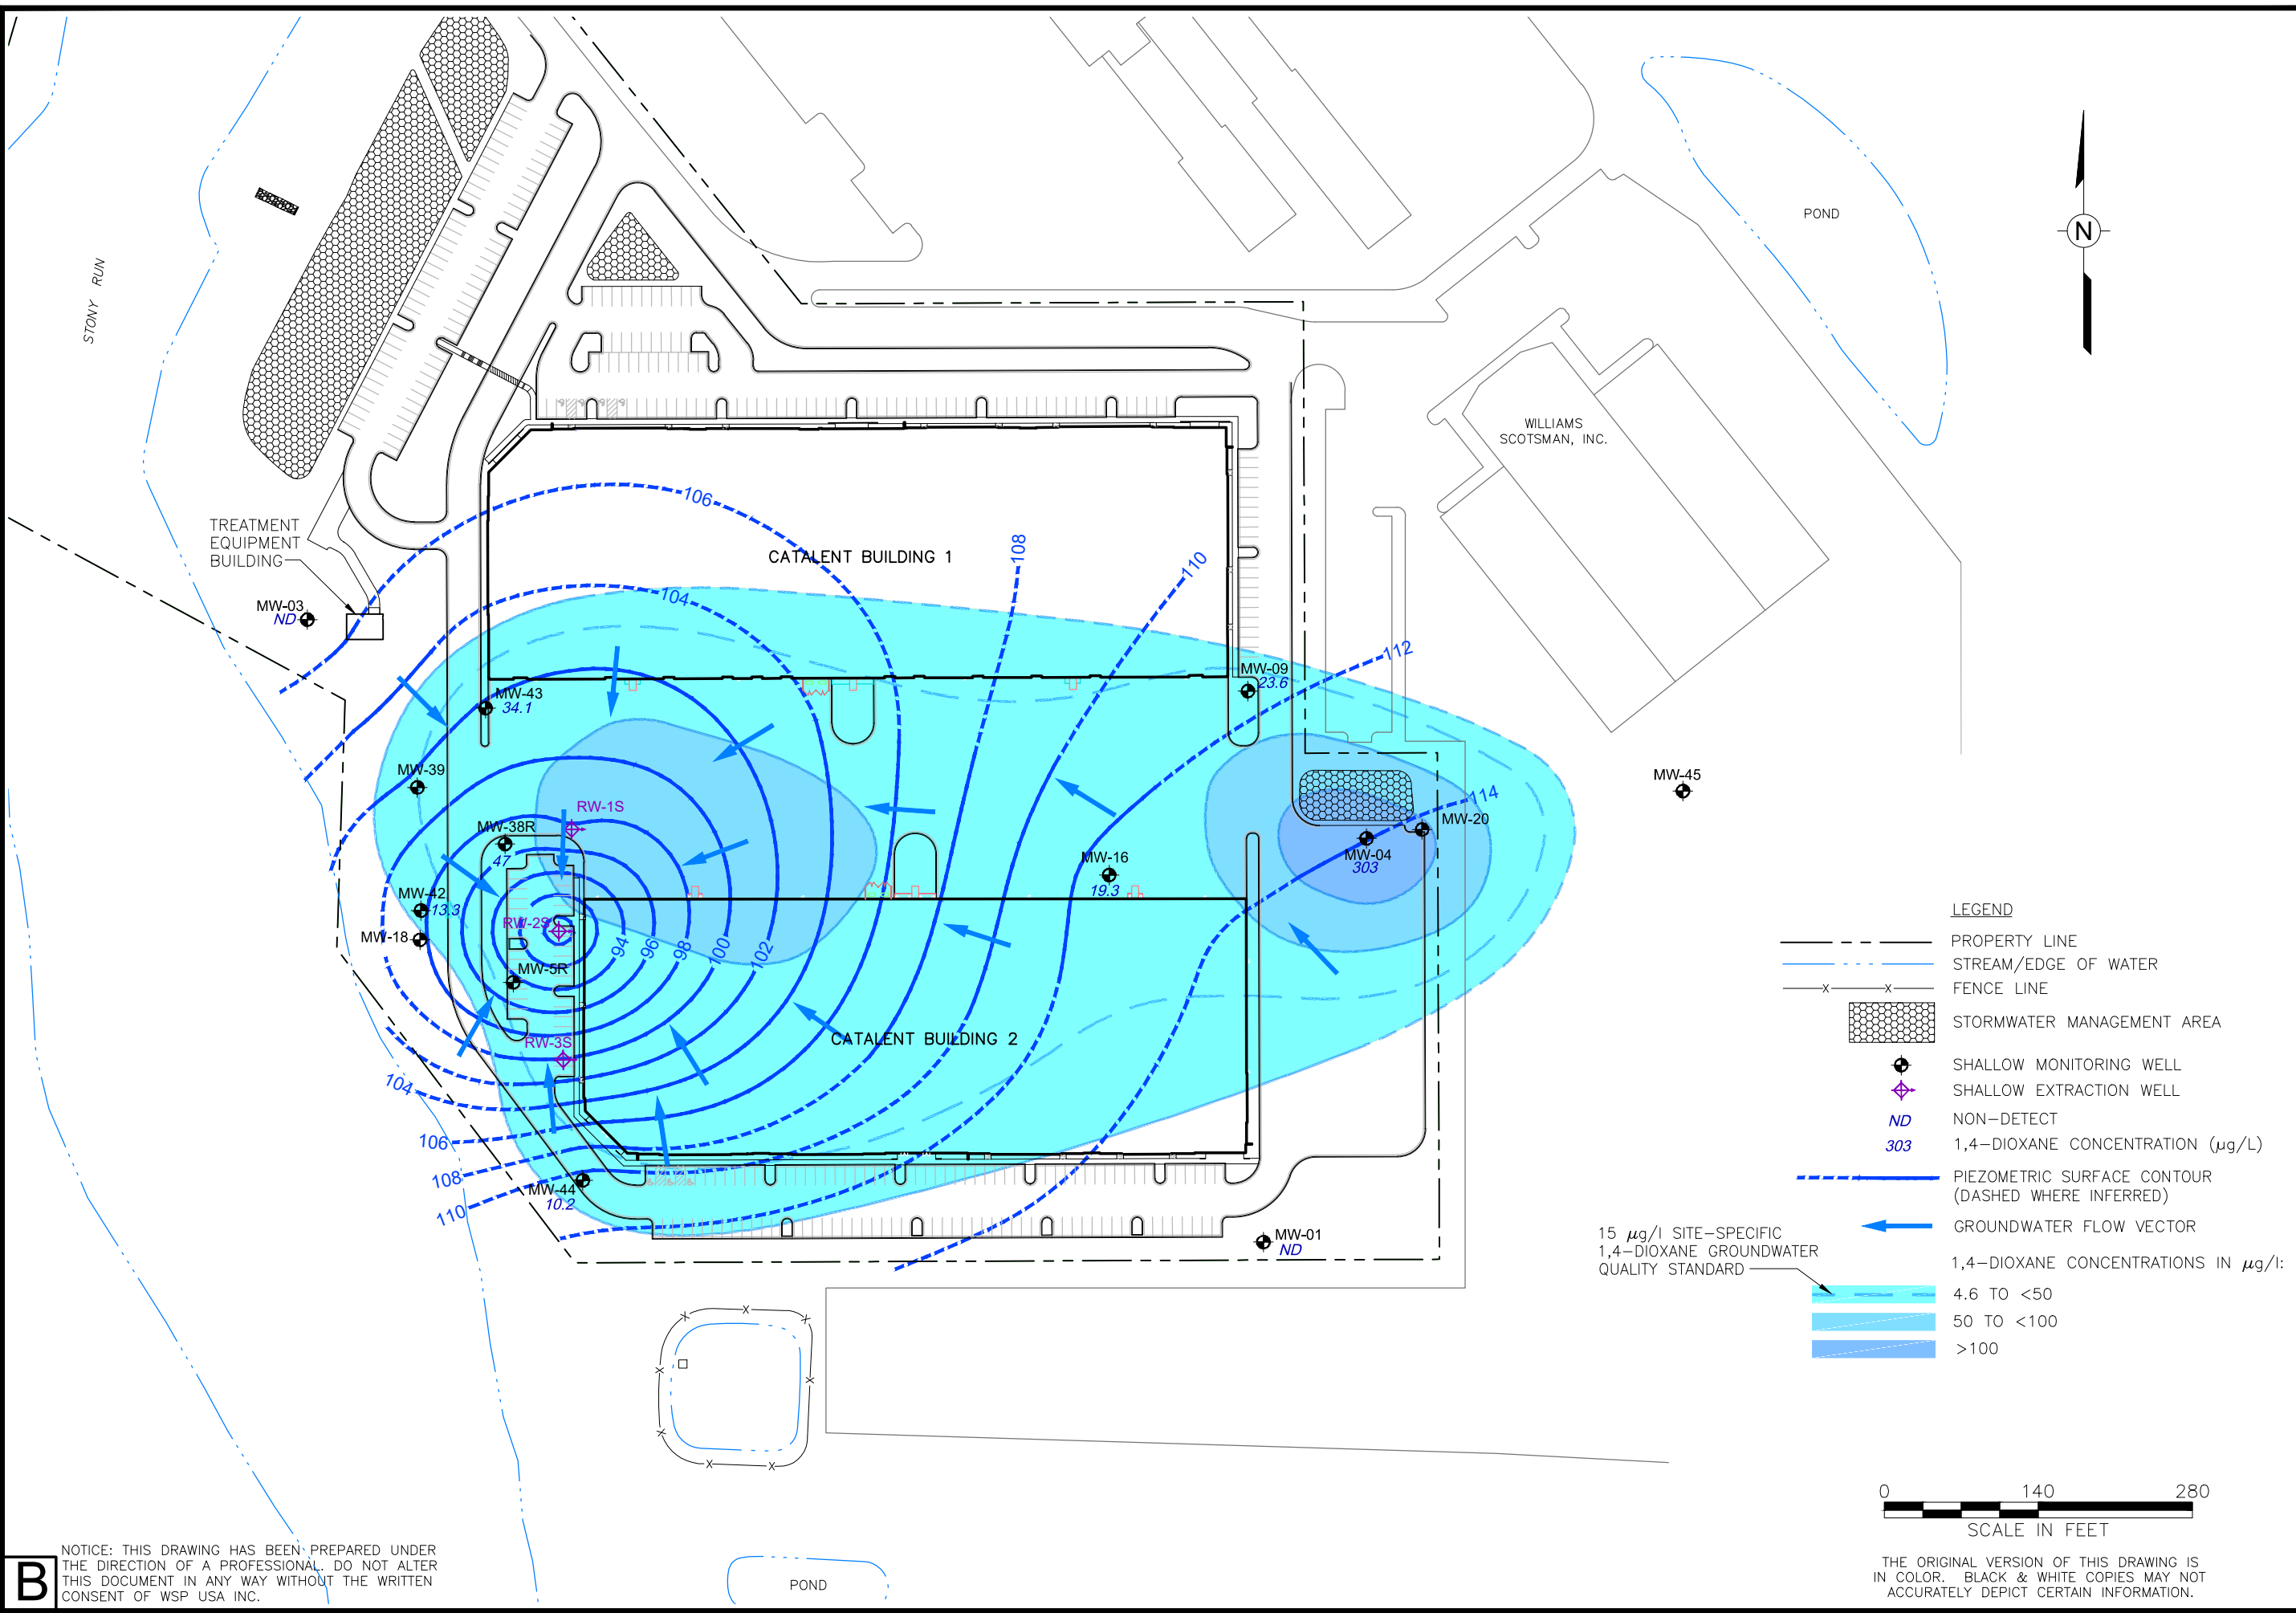 POND
N
STONY RUN
WILLIAMS
SCOTSMAN, INC.
106
TREATMENT
EQUIPMENT
BUILDING
CATALENT BUILDING 1
108
110
104
MW-03
ND
112
MW-09
23.6
MW-43
34.1
MW-39
MW-45
114
RW-1S
MW-20
MW-38R
47
MW-04
303
MW-16
19.3
MW-42
13.3
RW-2S
MW-18
94
96
98
100
102
MW-5R
CATALENT BUILDING 2
RW-3S
104
106
108
MW-44
10.2
110
MW-01
ND
LEGEND
PROPERTY LINE
STREAM/EDGE OF WATER
X X FENCE LINE
STORMWATER MANAGEMENT AREA
SHALLOW MONITORING WELL
SHALLOW EXTRACTION WELL
ND NON-DETECT
303 1,4-DIOXANE CONCENTRATION (μg/L)
PIEZOMETRIC SURFACE CONTOUR
(DASHED WHERE INFERRED)
GROUNDWATER FLOW VECTOR
15 μg/l SITE-SPECIFIC
1,4-DIOXANE GROUNDWATER
QUALITY STANDARD
1,4-DIOXANE CONCENTRATIONS IN μg/l:
4.6 TO <50
50 TO <100
>100
X X X X X X X X
0 140 280
SCALE IN FEET
THE ORIGINAL VERSION OF THIS DRAWING IS
IN COLOR. BLACK & WHITE COPIES MAY NOT
ACCURATELY DEPICT CERTAIN INFORMATION.
POND
B
NOTICE: THIS DRAWING HAS BEEN PREPARED UNDER
THE DIRECTION OF A PROFESSIONAL. DO NOT ALTER
THIS DOCUMENT IN ANY WAY WITHOUT THE WRITTEN
CONSENT OF WSP USA INC.